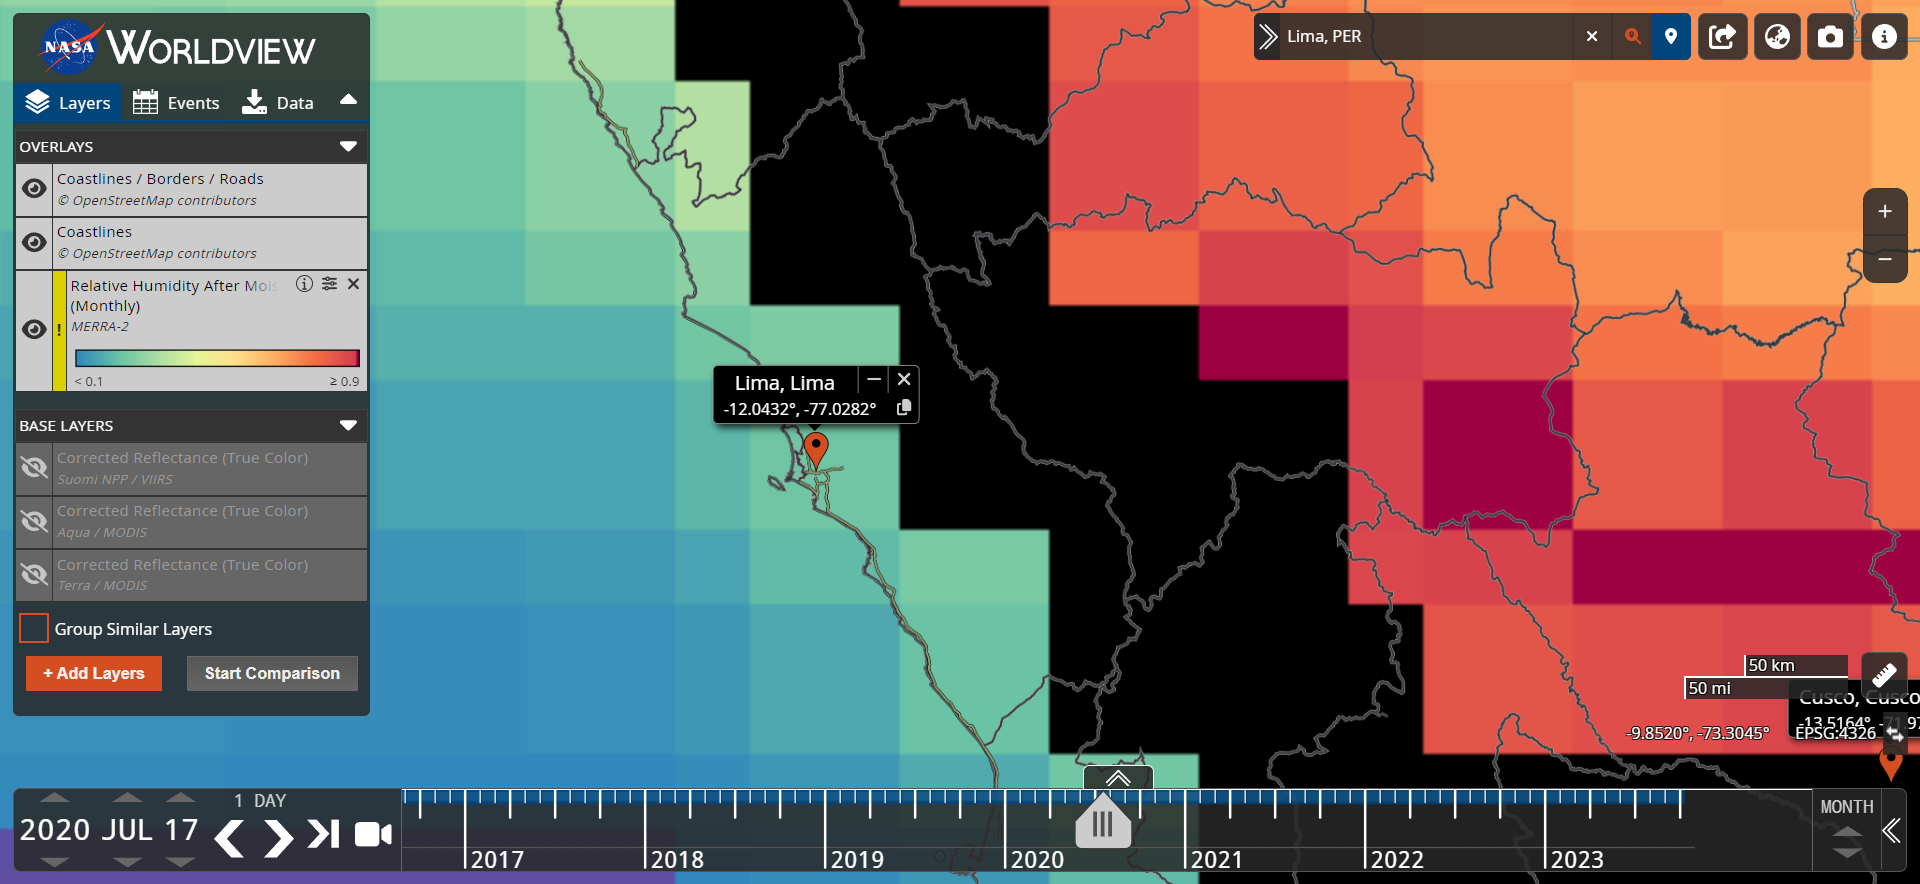 NASA WORLDVIEW
Layers Events Data
OVERLAYS
Coastlines / Borders / Roads
© OpenStreetMap contributors
Coastlines
© OpenStreetMap contributors
Relative Humidity After Mois
(Monthly)
MERRA-2
!
< 0.1 ≥ 0.9
BASE LAYERS
Corrected Reflectance (True Color)
Suomi NPP / VIIRS
Corrected Reflectance (True Color)
Aqua / MODIS
Corrected Reflectance (True Color)
Terra / MODIS
Group Similar Layers
+ Add Layers Start Comparison
Lima, PER
Lima, Lima
-12.0432°, -77.0282°
50 km
50 mi
Cusco, Cusco
-13.5164°, -71.97
-9.8520°, -73.3045° EPSG:4326
1 DAY
2020 JUL 17
2017 2018 2019 2020 2021 2022 2023
MONTH